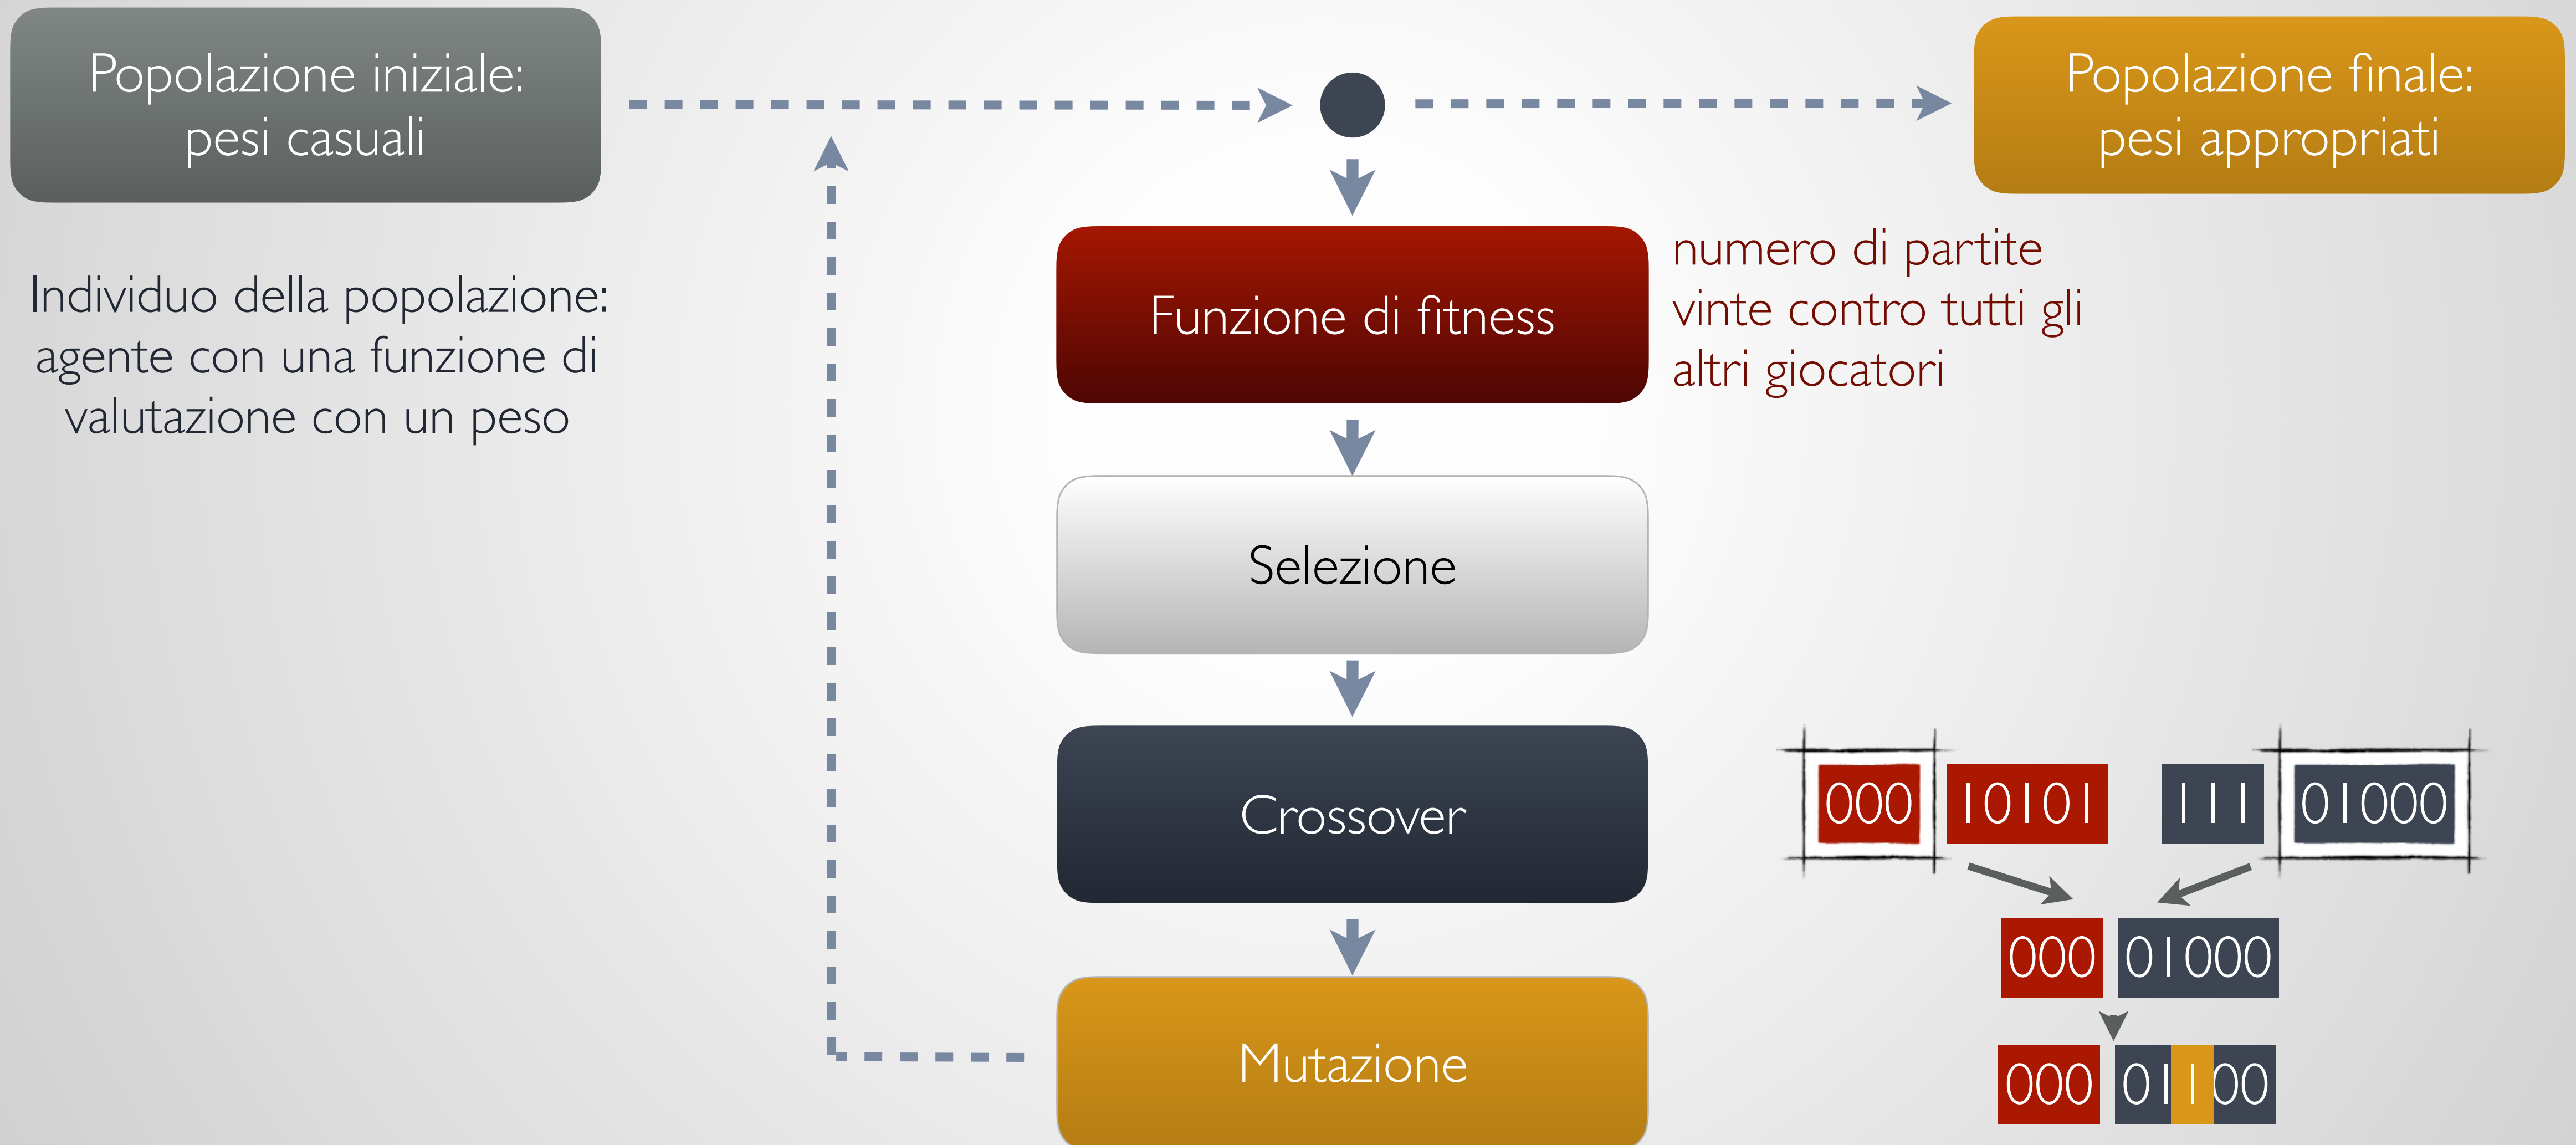 Popolazione iniziale:
pesi casuali
Popolazione finale:
pesi appropriati
Individuo della popolazione:
agente con una funzione di
valutazione con un peso
Funzione di fitness
numero di partite
vinte contro tutti gli
altri giocatori
Selezione
Crossover
Mutazione
000 10101 111 01000
000 01000
000 01100